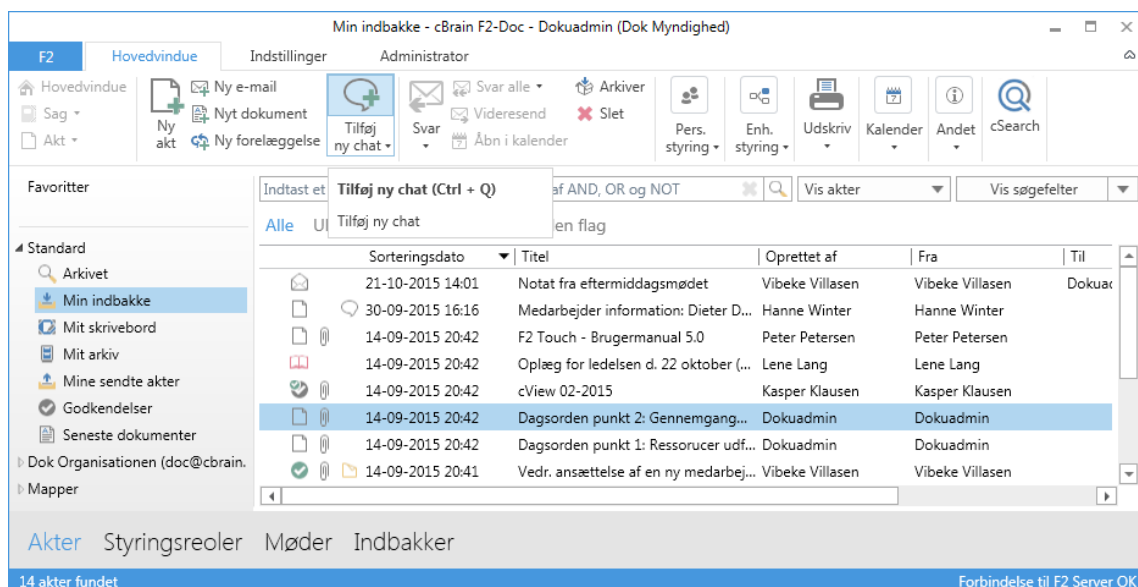 Min indbakke - cBrain F2-Doc - Dokuadmin (Dok Myndighed)
F2 Hovedvindue Indstillinger Administrator
Hovedvindue
Sag
Akt
Ny akt
Ny e-mail
Nyt dokument
Ny forelæggelse
Tilføj ny chat
Svar
Svar alle
Videresend
Åbn i kalender
Arkiver
Slet
Pers. styring
Enh. styring
Udskriv
Kalender
7
Andet
cSearch
Favoritter
Indtast et
af AND, OR og NOT
Vis akter
Vis søgefelter
Tilføj ny chat (Ctrl + Q)
Tilføj ny chat
Alle
en flag
Standard
Arkivet
Min indbakke
Mit skrivebord
Mit arkiv
Mine sendte akter
Godkendelser
Seneste dokumenter
Dok Organisationen (doc@cbrain.
Mapper
Sorteringsdato Titel Oprettet af Fra Til
21-10-2015 14:01 Notat fra eftermiddagsmødet Vibeke Villasen Vibeke Villasen Dokuac
30-09-2015 16:16 Medarbejder information: Dieter D... Hanne Winter Hanne Winter
14-09-2015 20:42 F2 Touch - Brugermanual 5.0 Peter Petersen Peter Petersen
14-09-2015 20:42 Oplæg for ledelsen d. 22 oktober (... Lene Lang Lene Lang
14-09-2015 20:42 cView 02-2015 Kasper Klausen Kasper Klausen
14-09-2015 20:42 Dagsorden punkt 2: Gennemgang... Dokuadmin Dokuadmin
14-09-2015 20:42 Dagsorden punkt 1: Ressorucer udf... Dokuadmin Dokuadmin
14-09-2015 20:41 Vedr. ansættelse af en ny medarbej... Vibeke Villasen Vibeke Villasen
Akter Styringsreoler Møder Indbakker
14 akter fundet
Forbindelse til F2 Server OK